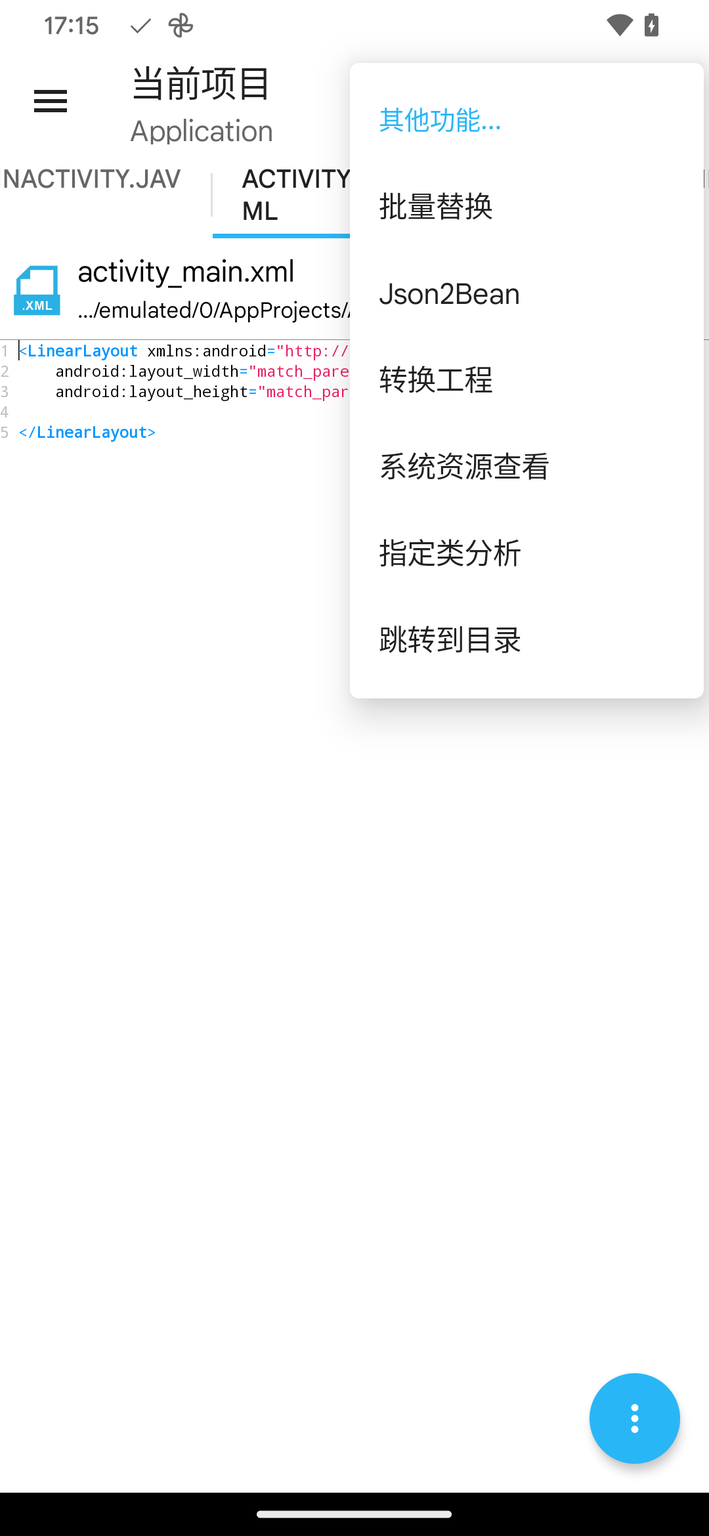 17:15
当前项目
Application
NACTIVITY.JAV
ACTIVITY
ML
其他功能...
批量替换
Json2Bean
转换工程
系统资源查看
指定类分析
跳转到目录
.XML
activity_main.xml
.../emulated/0/AppProjects/
1 <LinearLayout xmlns:android="http://
2 android:layout_width="match_pare
3 android:layout_height="match_par
4
5 </LinearLayout>